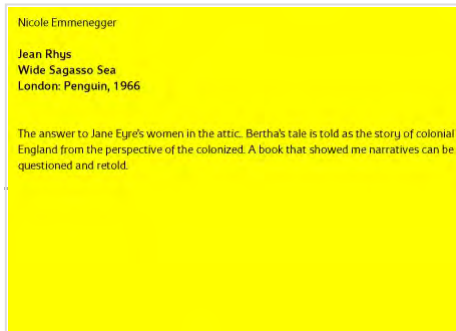 Nicole Emmenegger
Jean Rhys
Wide Sagasso Sea
London: Penguin, 1966
The answer to Jane Eyre's women in the attic. Bertha's tale is told as the story of colonial
England from the perspective of the colonized. A book that showed me narratives can be
questioned and retold.